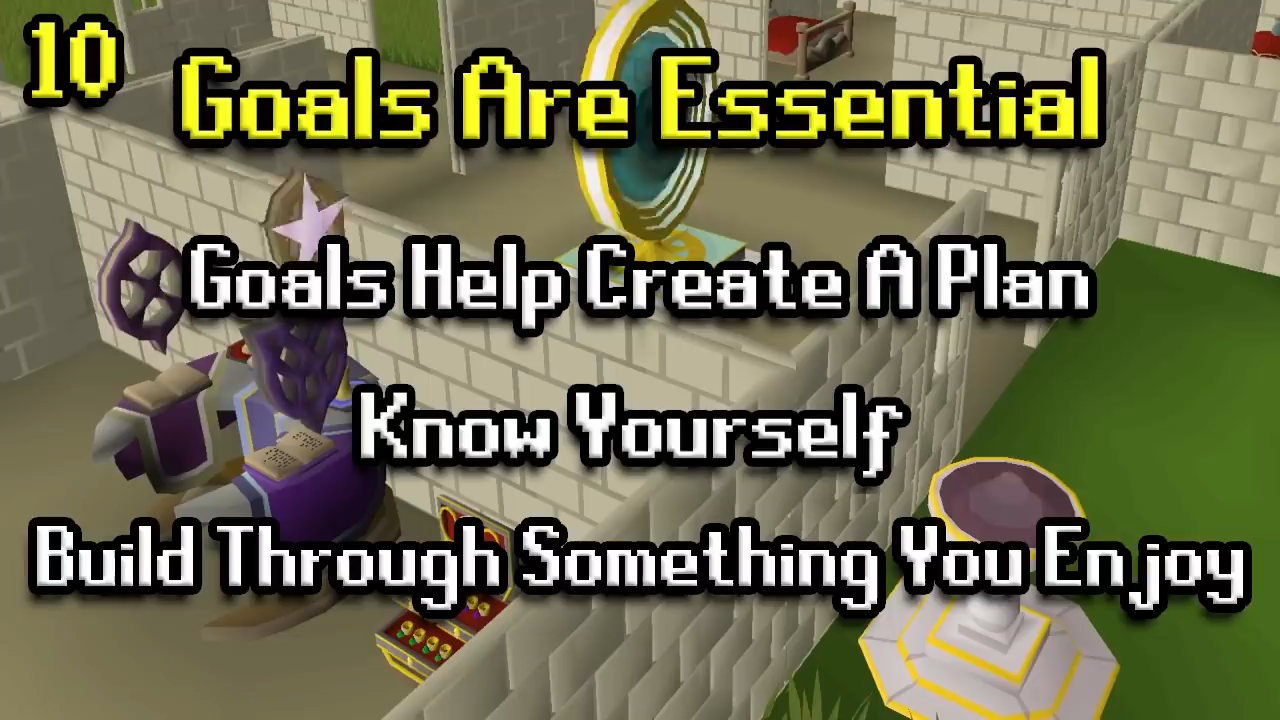 10
Goals Are Essential
Goals Help Create A Plan
Know Yourself
Build Through Something You Enjoy